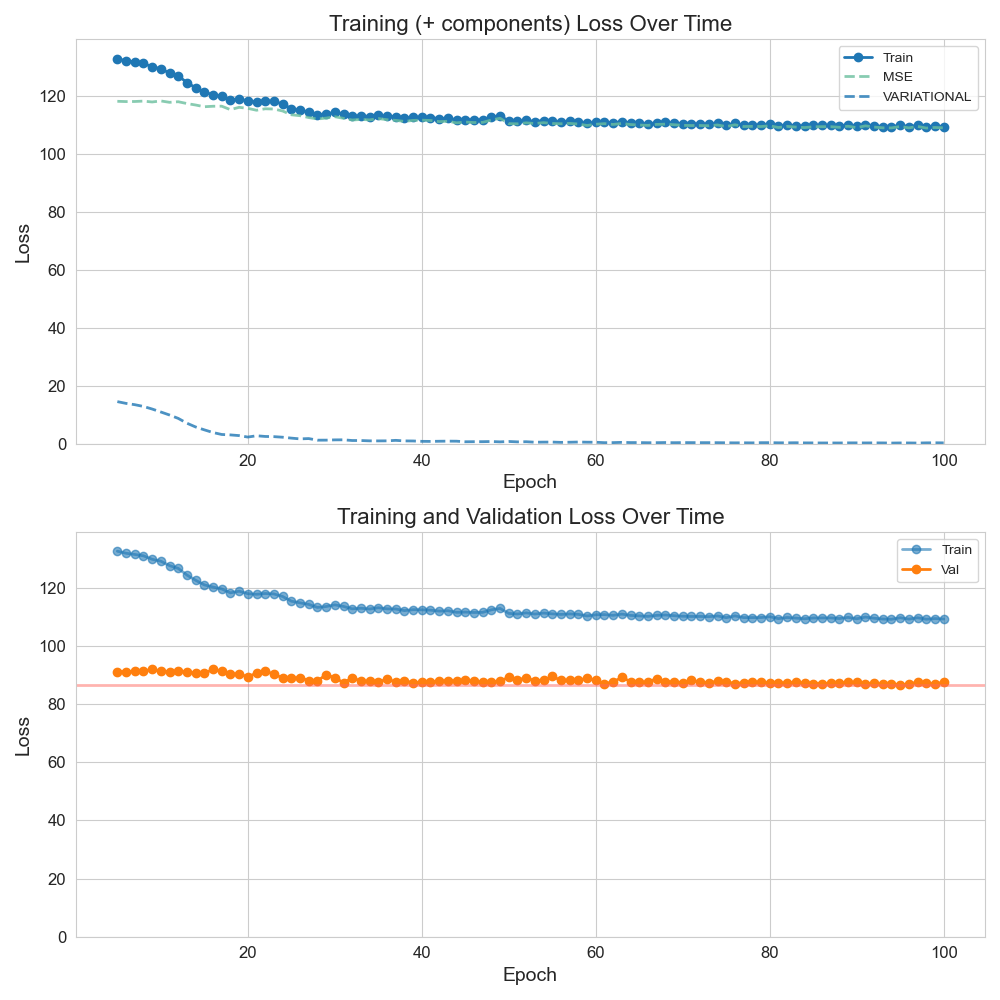 Training (+ components) Loss Over Time
Train
MSE
VARIATIONAL
120
100
80
60
40
20
0
Loss
20 40 60 80 100
Epoch
Training and Validation Loss Over Time
Train
Val
120
100
80
60
40
20
0
Loss
20 40 60 80 100
Epoch